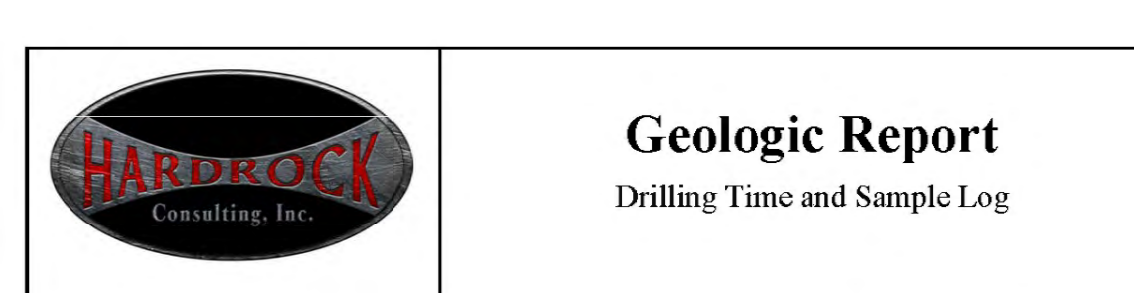 HARDROCK
Consulting, Inc.
Geologic Report
Drilling Time and Sample Log